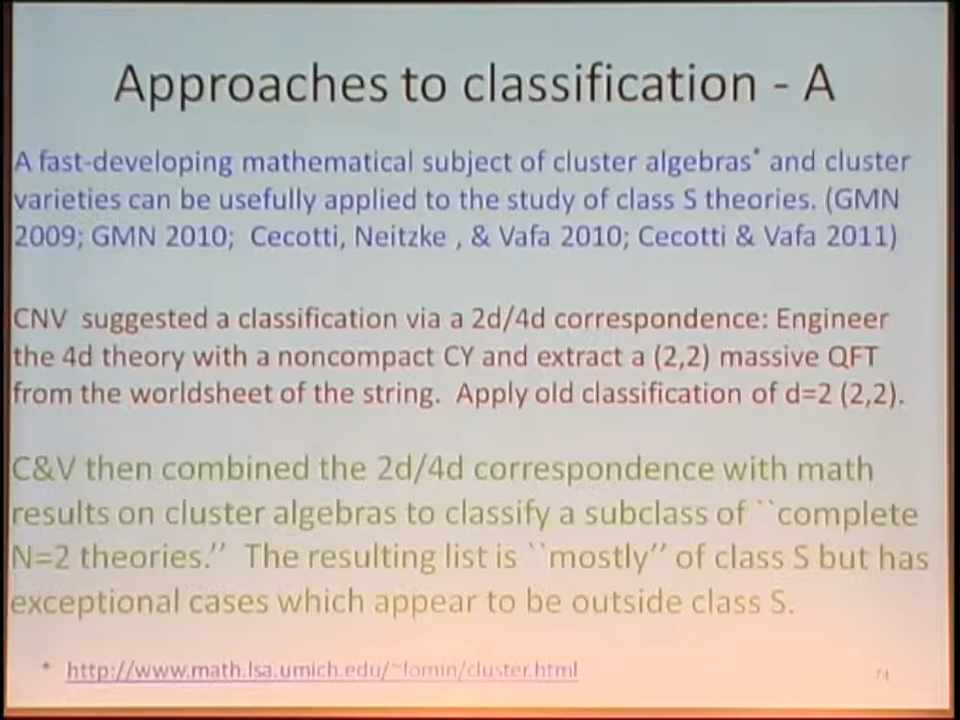 Approaches to classification - A
A fast-developing mathematical subject of cluster algebras* and cluster
varieties can be usefully applied to the study of class S theories. (GMN
2009; GMN 2010;  Cecotti, Neitzke , & Vafa 2010; Cecotti & Vafa 2011)
CNV  suggested a classification via a 2d/4d correspondence: Engineer
the 4d theory with a noncompact CY and extract a (2,2) massive QFT
from the worldsheet of the string.  Apply old classification of d=2 (2,2).
C&V then combined the 2d/4d correspondence with math
results on cluster algebras to classify a subclass of ``complete
N=2 theories.''  The resulting list is ``mostly'' of class S but has
exceptional cases which appear to be outside class S.
* http://www.math.lsa.umich.edu/~fomin/cluster.html